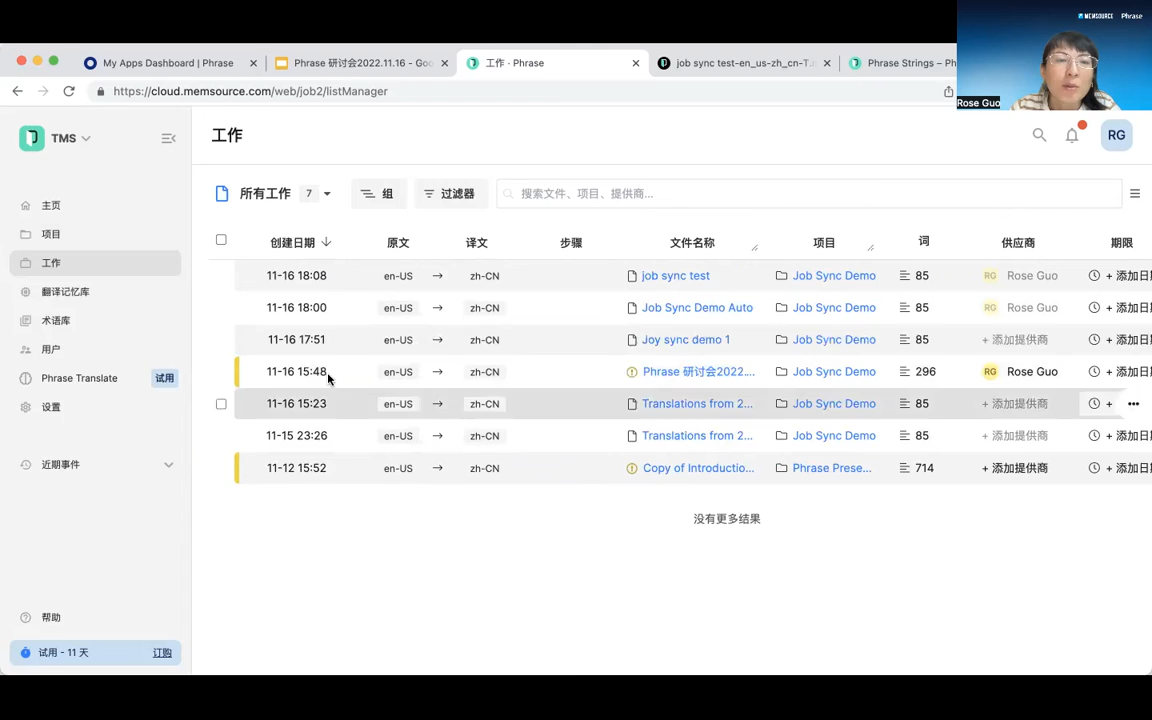 MEMSOURCE Phrase
My Apps Dashboard | Phrase
Phrase 研讨会2022.11.16 - Goo
工作 · Phrase
job sync test-en_us-zh_cn-T.
Phrase Strings – Ph
https://cloud.memsource.com/web/job2/listManager
Rose Guo
TMS
工作
RG
主页
项目
工作
翻译记忆库
术语库
用户
Phrase Translate 试用
设置
近期事件
帮助
试用 - 11 天 订购
所有工作 7 组 过滤器 搜索文件、项目、提供商...
创建日期 原文 译文 步骤 文件名称 项目 词 供应商 期限
11-16 18:08 en-US → zh-CN job sync test Job Sync Demo 85 RG Rose Guo + 添加日期
11-16 18:00 en-US → zh-CN Job Sync Demo Auto Job Sync Demo 85 RG Rose Guo + 添加日期
11-16 17:51 en-US → zh-CN Joy sync demo 1 Job Sync Demo 85 + 添加提供商 + 添加日期
11-16 15:48 en-US → zh-CN Phrase 研讨会2022.... Job Sync Demo 296 RG Rose Guo + 添加日期
11-16 15:23 en-US → zh-CN Translations from 2... Job Sync Demo 85 + 添加提供商 + •••
11-15 23:26 en-US → zh-CN Translations from 2... Job Sync Demo 85 + 添加提供商 + 添加日期
11-12 15:52 en-US → zh-CN Copy of Introductio... Phrase Prese... 714 + 添加提供商 + 添加日期
没有更多结果